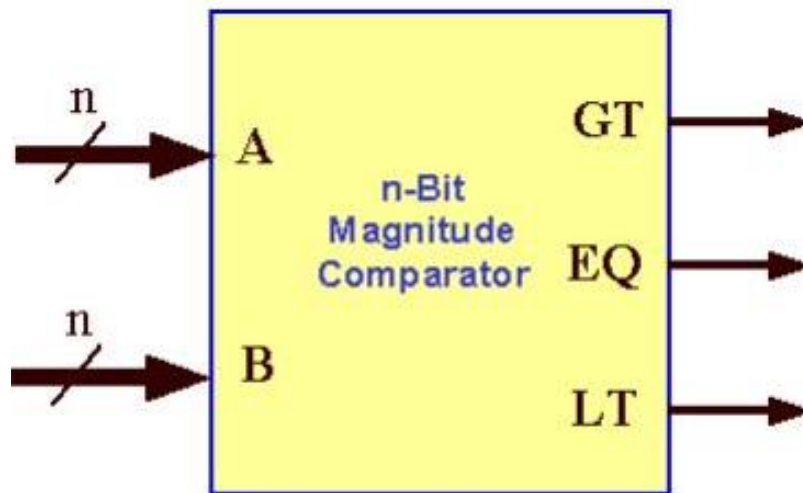 n
A
n
B
n-Bit
Magnitude
Comparator
GT
EQ
LT